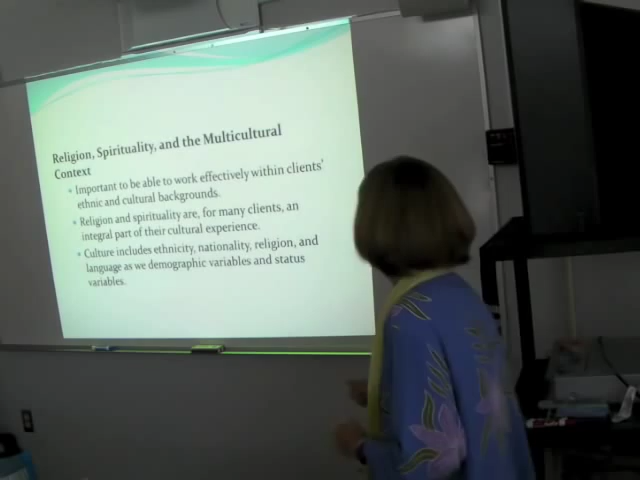 Religion, Spirituality, and the Multicultural
Context
Important to be able to work effectively within clients'
ethnic and cultural backgrounds.
Religion and spirituality are, for many clients, an
integral part of their cultural experience.
Culture includes ethnicity, nationality, religion, and
language as we demographic variables and status
variables.